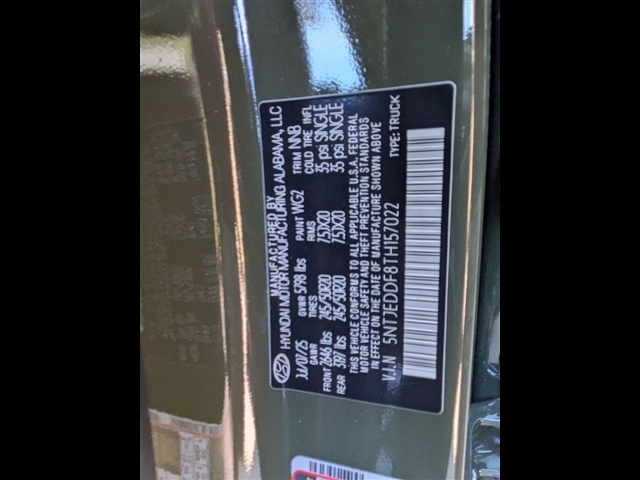 MANUFACTURED BY
HYUNDAI MOTOR MANUFACTURING ALABAMA, LLC
GVWR 5798 lbs PAINT WG2 TRIM NNB
GAWR TIRES RIMS COLD TIRE INFL
FRONT 2646 lbs 245/50R20 7.5JX20 35 psi SINGLE
REAR 3197 lbs 245/50R20 7.5JX20 35 psi SINGLE
THIS VEHICLE CONFORMS TO ALL APPLICABLE U.S.A. FEDERAL
MOTOR VEHICLE SAFETY AND THEFT PREVENTION STANDARDS
IN EFFECT ON THE DATE OF MANUFACTURE SHOWN ABOVE
V.I.N 5NTJEDDF8TH157022 TYPE: TRUCK